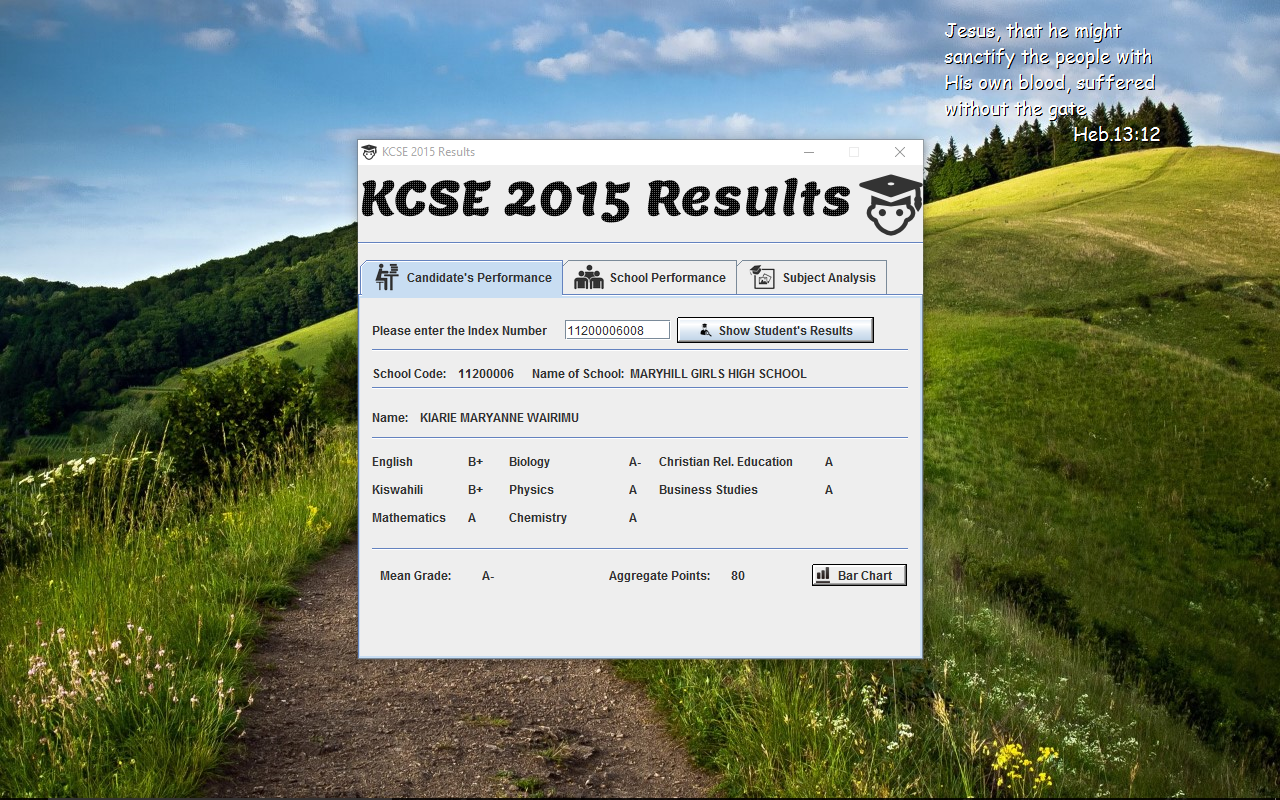 Jesus, that he might
sanctify the people with
His own blood, suffered
without the gate
Heb.13:12
KCSE 2015 Results
KCSE 2015 Results
Candidate's Performance School Performance Subject Analysis
Please enter the Index Number 11200006008 Show Student's Results
School Code: 11200006 Name of School: MARYHILL GIRLS HIGH SCHOOL
Name: KIARIE MARYANNE WAIRIMU
English B+ Biology A- Christian Rel. Education A
Kiswahili B+ Physics A Business Studies A
Mathematics A Chemistry A
Mean Grade: A- Aggregate Points: 80 Bar Chart